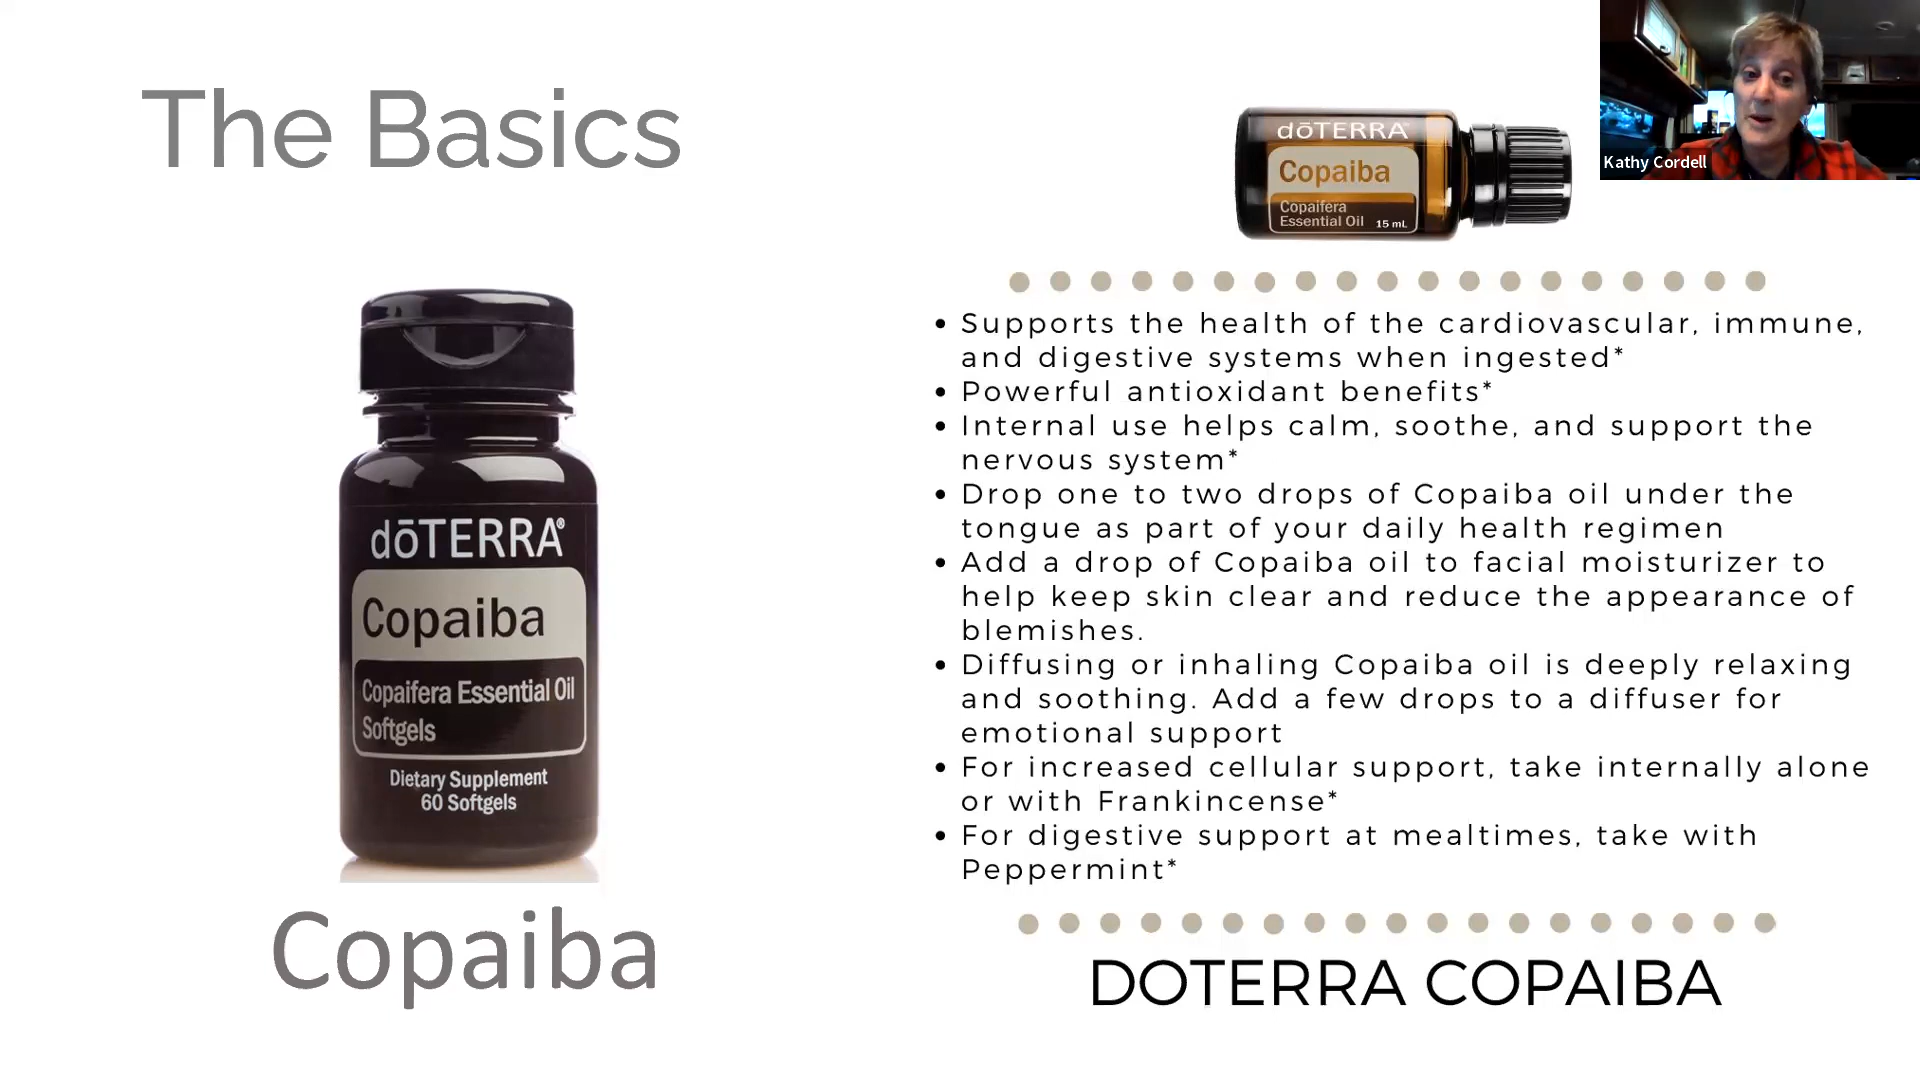 The Basics
dōTERRA™
Copaiba
Copaifera
Essential Oil 15 mL
Kathy Cordell
dōTERRA®
Copaiba
Copaifera Essential Oil
Softgels
Dietary Supplement
60 Softgels
Copaiba
• Supports the health of the cardiovascular, immune,
and digestive systems when ingested*
• Powerful antioxidant benefits*
• Internal use helps calm, soothe, and support the
nervous system*
• Drop one to two drops of Copaiba oil under the
tongue as part of your daily health regimen
• Add a drop of Copaiba oil to facial moisturizer to
help keep skin clear and reduce the appearance of
blemishes.
• Diffusing or inhaling Copaiba oil is deeply relaxing
and soothing. Add a few drops to a diffuser for
emotional support
• For increased cellular support, take internally alone
or with Frankincense*
• For digestive support at mealtimes, take with
Peppermint*
DOTERRA COPAIBA